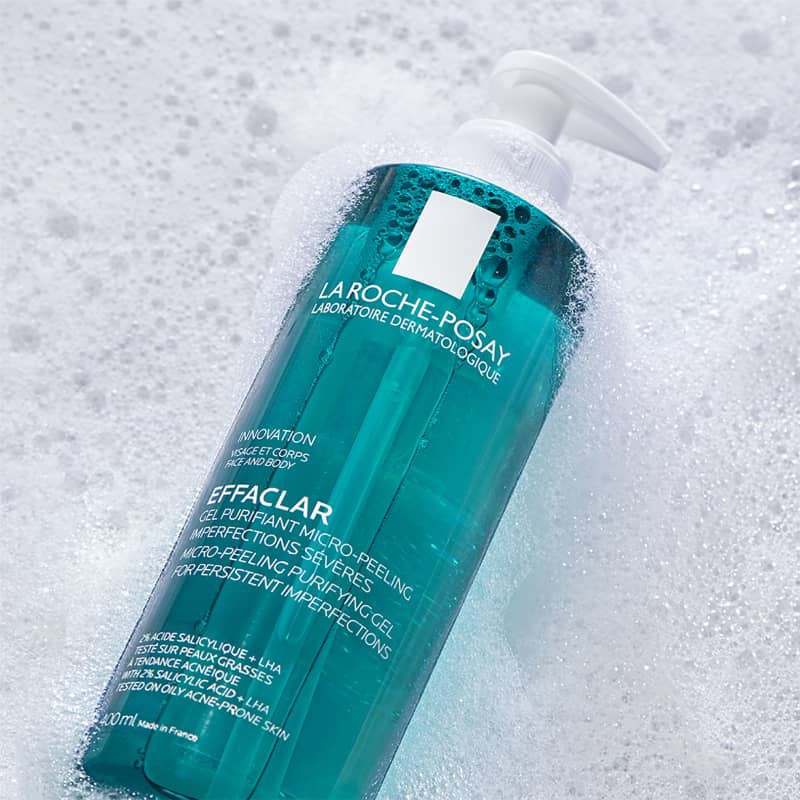 LA ROCHE-POSAY
LABORATOIRE DERMATOLOGIQUE
INNOVATION
VISAGE ET CORPS
FACE AND BODY
EFFACLAR
GEL PURIFIANT MICRO-PEELING
IMPERFECTIONS SÉVÈRES
MICRO-PEELING PURIFYING GEL
FOR PERSISTENT IMPERFECTIONS
2% ACIDE SALICYLIQUE + LHA
TESTÉ SUR PEAUX GRASSES
À TENDANCE ACNÉIQUE
WITH 2% SALICYLIC ACID + LHA
TESTED ON OILY ACNE-PRONE SKIN
400 ml Made in France